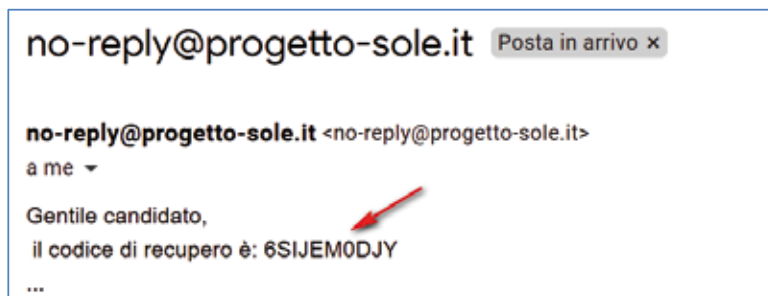 no-reply@progetto-sole.it Posta in arrivo ×
no-reply@progetto-sole.it <no-reply@progetto-sole.it>
a me
Gentile candidato,
il codice di recupero è: 6SIJEM0DJY
...